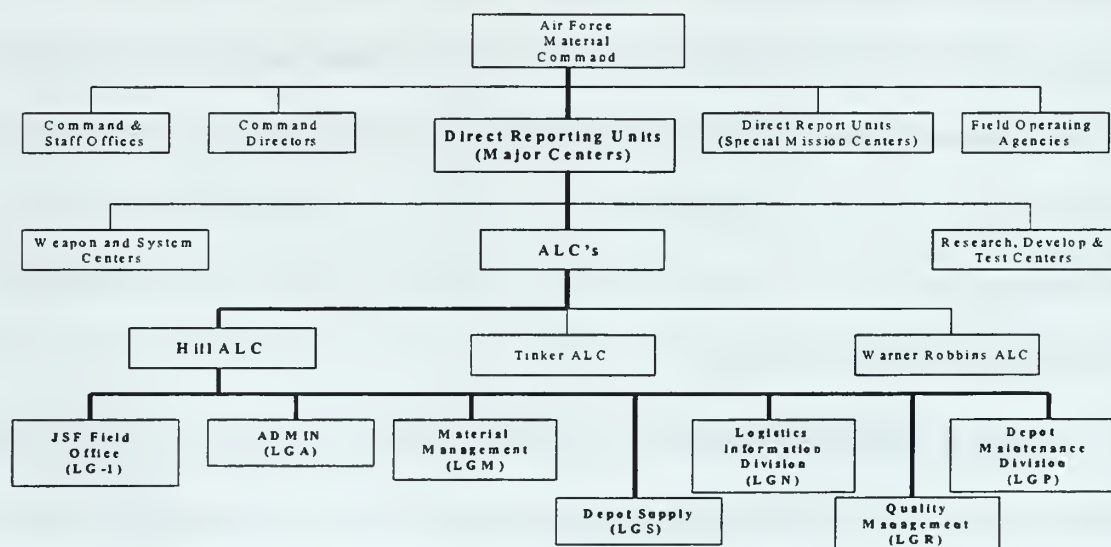 Air Force
Material
Command
Command &
Staff Offices
Command
Directors
Direct Reporting Units
(Major Centers)
Direct Report Units
(Special Mission Centers)
Field Operating
Agencies
Weapon and System
Centers
ALC's
Research, Develop &
Test Centers
Hill ALC
Tinker ALC
Warner Robbins ALC
JSF Field
Office
(LG-1)
ADMIN
(LGA)
Material
Management
(LGM)
Logistics
Information
Division
(LGN)
Depot
Maintenance
Division
(LGP)
Depot Supply
(LGS)
Quality
Management
(LGR)